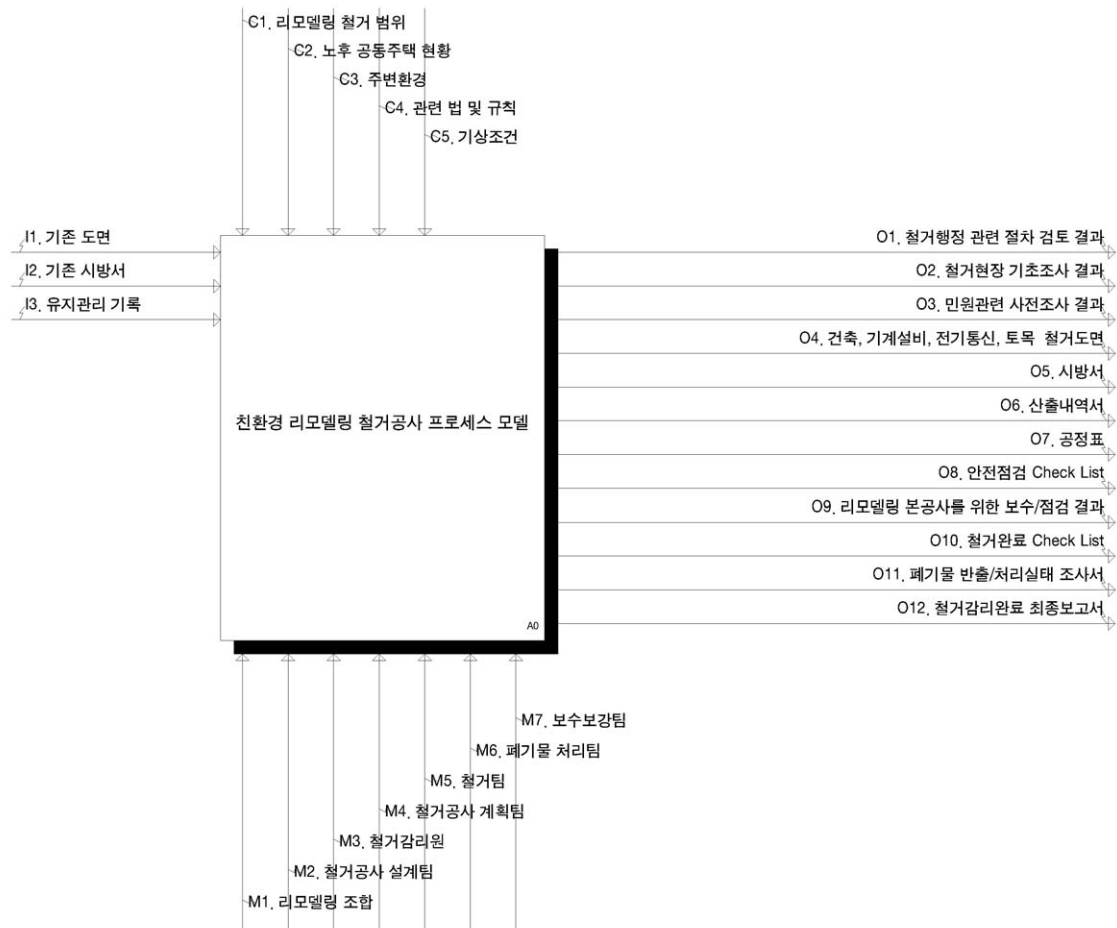 C1. 리모델링 철거 범위
C2. 노후 공동주택 현황
C3. 주변환경
C4. 관련 법 및 규칙
C5. 기상조건
I1. 기존 도면
I2. 기존 시방서
I3. 유지관리 기록
친환경 리모델링 철거공사 프로세스 모델
A0
O1. 철거행정 관련 절차 검토 결과
O2. 철거현장 기초조사 결과
O3. 민원관련 사전조사 결과
O4. 건축, 기계설비, 전기통신, 토목 철거도면
O5. 시방서
O6. 산출내역서
O7. 공정표
O8. 안전점검 Check List
O9. 리모델링 본공사를 위한 보수/점검 결과
O10. 철거완료 Check List
O11. 폐기물 반출/처리실태 조사서
O12. 철거감리완료 최종보고서
M7. 보수보강팀
M6. 폐기물 처리팀
M5. 철거팀
M4. 철거공사 계획팀
M3. 철거감리원
M2. 철거공사 설계팀
M1. 리모델링 조합